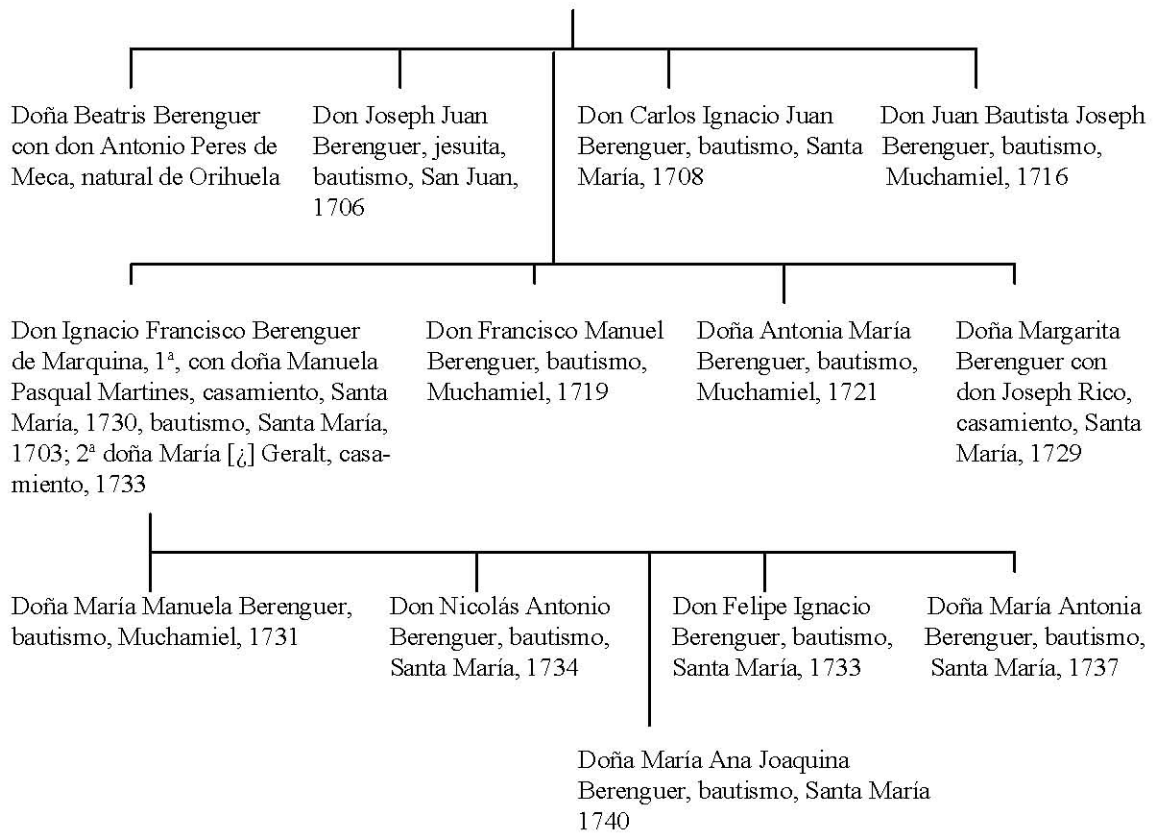 Doña Beatris Berenguer
con don Antonio Peres de
Meca, natural de Orihuela
Don Joseph Juan
Berenguer, jesuita,
bautismo, San Juan,
1706
Don Carlos Ignacio Juan
Berenguer, bautismo, Santa
María, 1708
Don Juan Bautista Joseph
Berenguer, bautismo,
Muchamiel, 1716
Don Ignacio Francisco Berenguer
de Marquina, 1ª, con doña Manuela
Pasqual Martines, casamiento, Santa
María, 1730, bautismo, Santa María,
1703; 2ª doña María [¿] Geralt, casa-
miento, 1733
Don Francisco Manuel
Berenguer, bautismo,
Muchamiel, 1719
Doña Antonia María
Berenguer, bautismo,
Muchamiel, 1721
Doña Margarita
Berenguer con
don Joseph Rico,
casamiento, Santa
María, 1729
Doña María Manuela Berenguer,
bautismo, Muchamiel, 1731
Don Nicolás Antonio
Berenguer, bautismo,
Santa María, 1734
Don Felipe Ignacio
Berenguer, bautismo,
Santa María, 1733
Doña María Antonia
Berenguer, bautismo,
Santa María, 1737
Doña María Ana Joaquina
Berenguer, bautismo, Santa María
1740